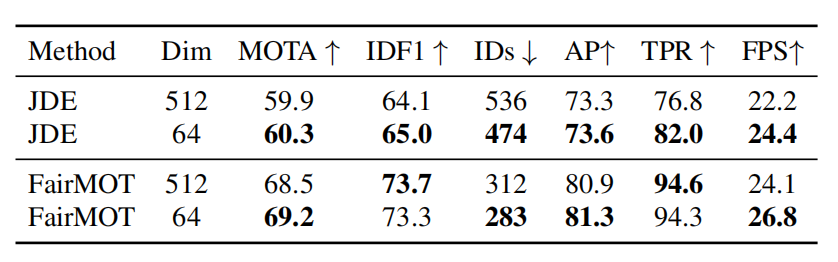 Method Dim MOTA ↑ IDF1 ↑ IDs ↓ AP↑ TPR ↑ FPS↑
JDE 512 59.9 64.1 536 73.3 76.8 22.2
JDE 64 60.3 65.0 474 73.6 82.0 24.4
FairMOT 512 68.5 73.7 312 80.9 94.6 24.1
FairMOT 64 69.2 73.3 283 81.3 94.3 26.8